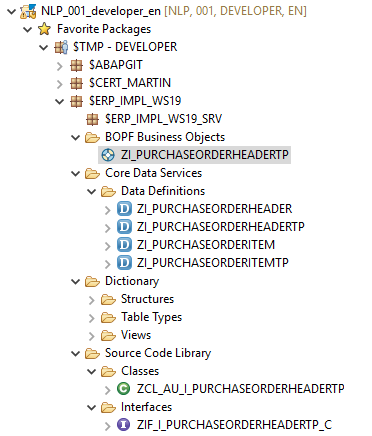 NLP_001_developer_en [NLP, 001, DEVELOPER, EN]
Favorite Packages
$TMP - DEVELOPER
$ABAPGIT
$CERT_MARTIN
$ERP_IMPL_WS19
$ERP_IMPL_WS19_SRV
BOPF Business Objects
ZI_PURCHASEORDERHEADERTP
Core Data Services
Data Definitions
D ZI_PURCHASEORDERHEADER
D ZI_PURCHASEORDERHEADERTP
D ZI_PURCHASEORDERITEM
D ZI_PURCHASEORDERITEMTP
Dictionary
Structures
Table Types
Views
Source Code Library
Classes
C ZCL_AU_I_PURCHASEORDERHEADERTP
Interfaces
I ZIF_I_PURCHASEORDERHEADERTP_C